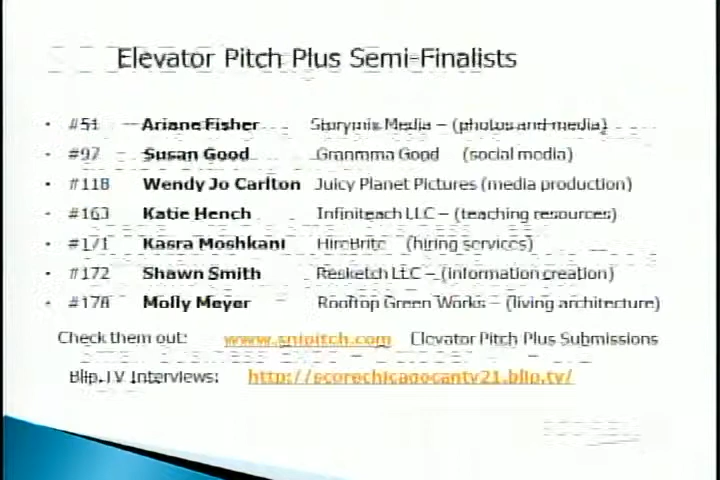 Elevator Pitch Plus Semi-Finalists
• #51 Ariane Fisher Storymix Media – (photos and media)
• #97 Susan Good Grannma Good (social media)
• #118 Wendy Jo Carlton Juicy Planet Pictures (media production)
• #163 Katie Hench Infiniteach LLC – (teaching resources)
• #171 Kasra Moshkani HireBrite (hiring services)
• #172 Shawn Smith Resketch LLC – (information creation)
• #178 Molly Meyer Rooftop Green Works – (living architecture)
Check them out: Elevator Pitch Plus Submissions
Blip.TV Interviews: http://scorechicagocantv21.blip.tv/